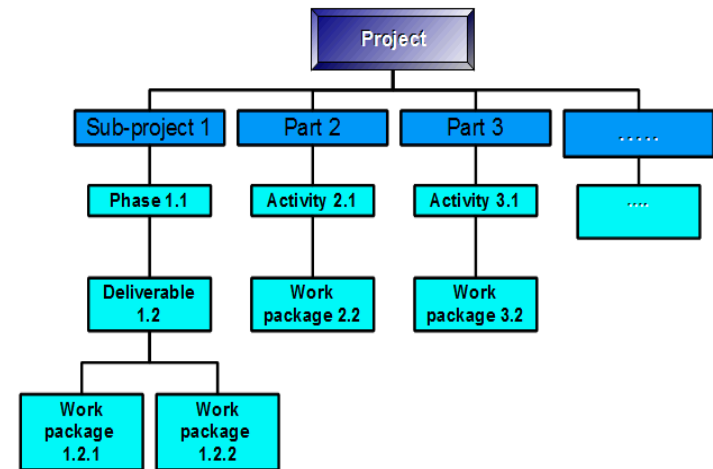 Project
Sub-project 1
Part 2
Part 3
.....
Phase 1.1
Activity 2.1
Activity 3.1
....
Deliverable
1.2
Work
package 2.2
Work
package 3.2
Work
package
1.2.1
Work
package
1.2.2